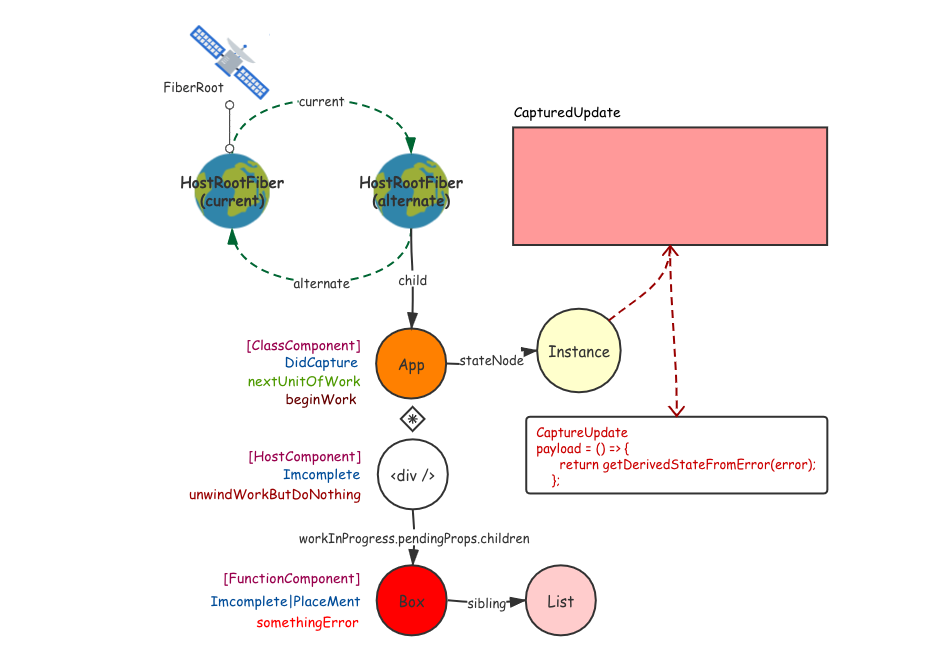 FiberRoot
current
CapturedUpdate
HostRootFiber
(current)
HostRootFiber
(alternate)
alternate
child
[ClassComponent]
DidCapture
nextUnitOfWork
beginWork
App
stateNode
Instance
[HostComponent]
Imcomplete
unwindWorkButDoNothing
<div />
CaptureUpdate
payload = () => {
return getDerivedStateFromError(error);
};
workInProgress.pendingProps.children
[FunctionComponent]
Imcomplete|PlaceMent
somethingError
Box
sibling
List